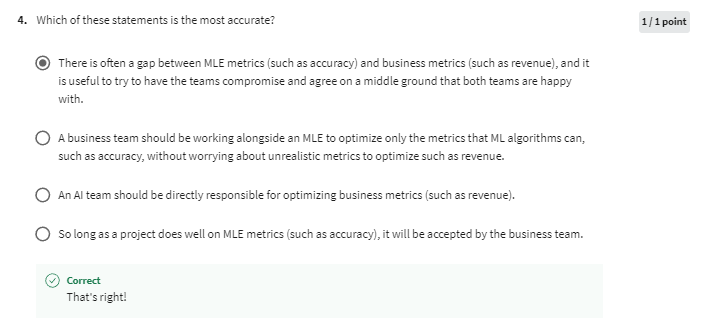 4. Which of these statements is the most accurate?
1 / 1 point
There is often a gap between MLE metrics (such as accuracy) and business metrics (such as revenue), and it
is useful to try to have the teams compromise and agree on a middle ground that both teams are happy
with.
A business team should be working alongside an MLE to optimize only the metrics that ML algorithms can,
such as accuracy, without worrying about unrealistic metrics to optimize such as revenue.
An AI team should be directly responsible for optimizing business metrics (such as revenue).
So long as a project does well on MLE metrics (such as accuracy), it will be accepted by the business team.
Correct
That's right!